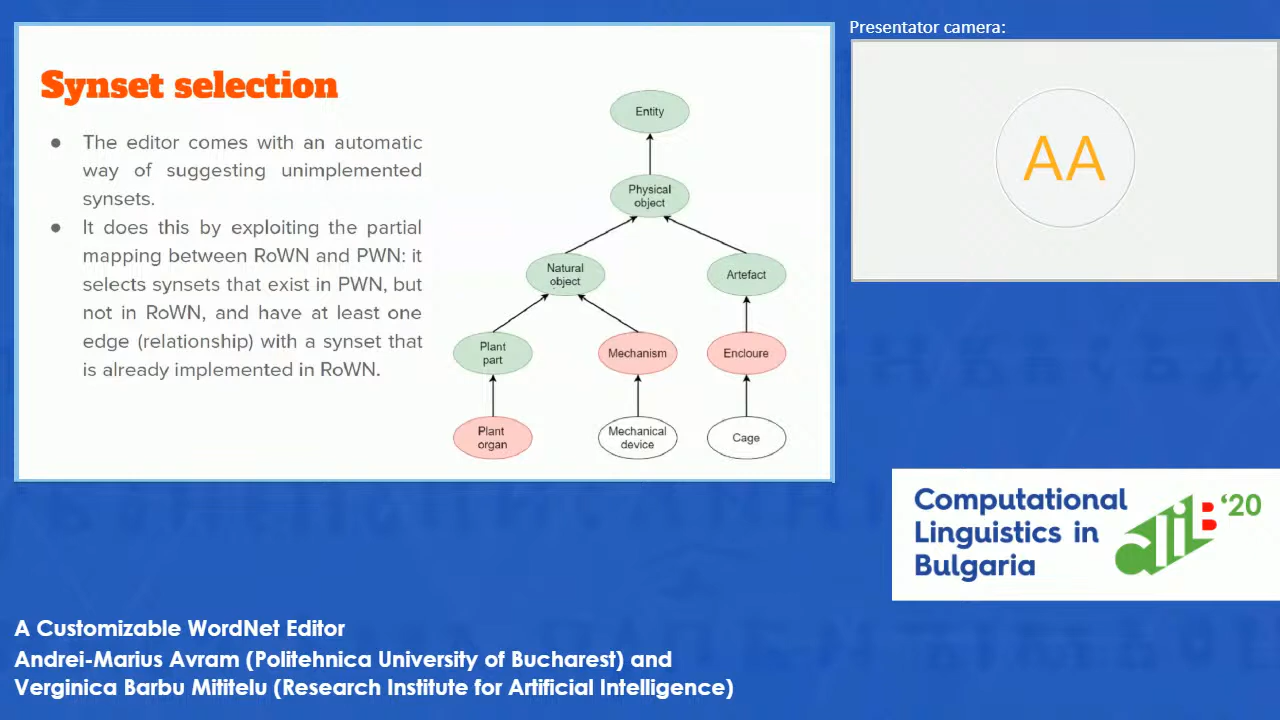 Presentator camera:
Synset selection
● The editor comes with an automatic
way of suggesting unimplemented
synsets.
● It does this by exploiting the partial
mapping between RoWN and PWN: it
selects synsets that exist in PWN, but
not in RoWN, and have at least one
edge (relationship) with a synset that
is already implemented in RoWN.
Entity
Physical
object
Natural
object
Artefact
Plant
part
Mechanism
Encloure
Plant
organ
Mechanical
device
Cage
AA
Computational
Linguistics in
Bulgaria
clib '20
A Customizable WordNet Editor
Andrei-Marius Avram (Politehnica University of Bucharest) and
Verginica Barbu Mititelu (Research Institute for Artificial Intelligence)